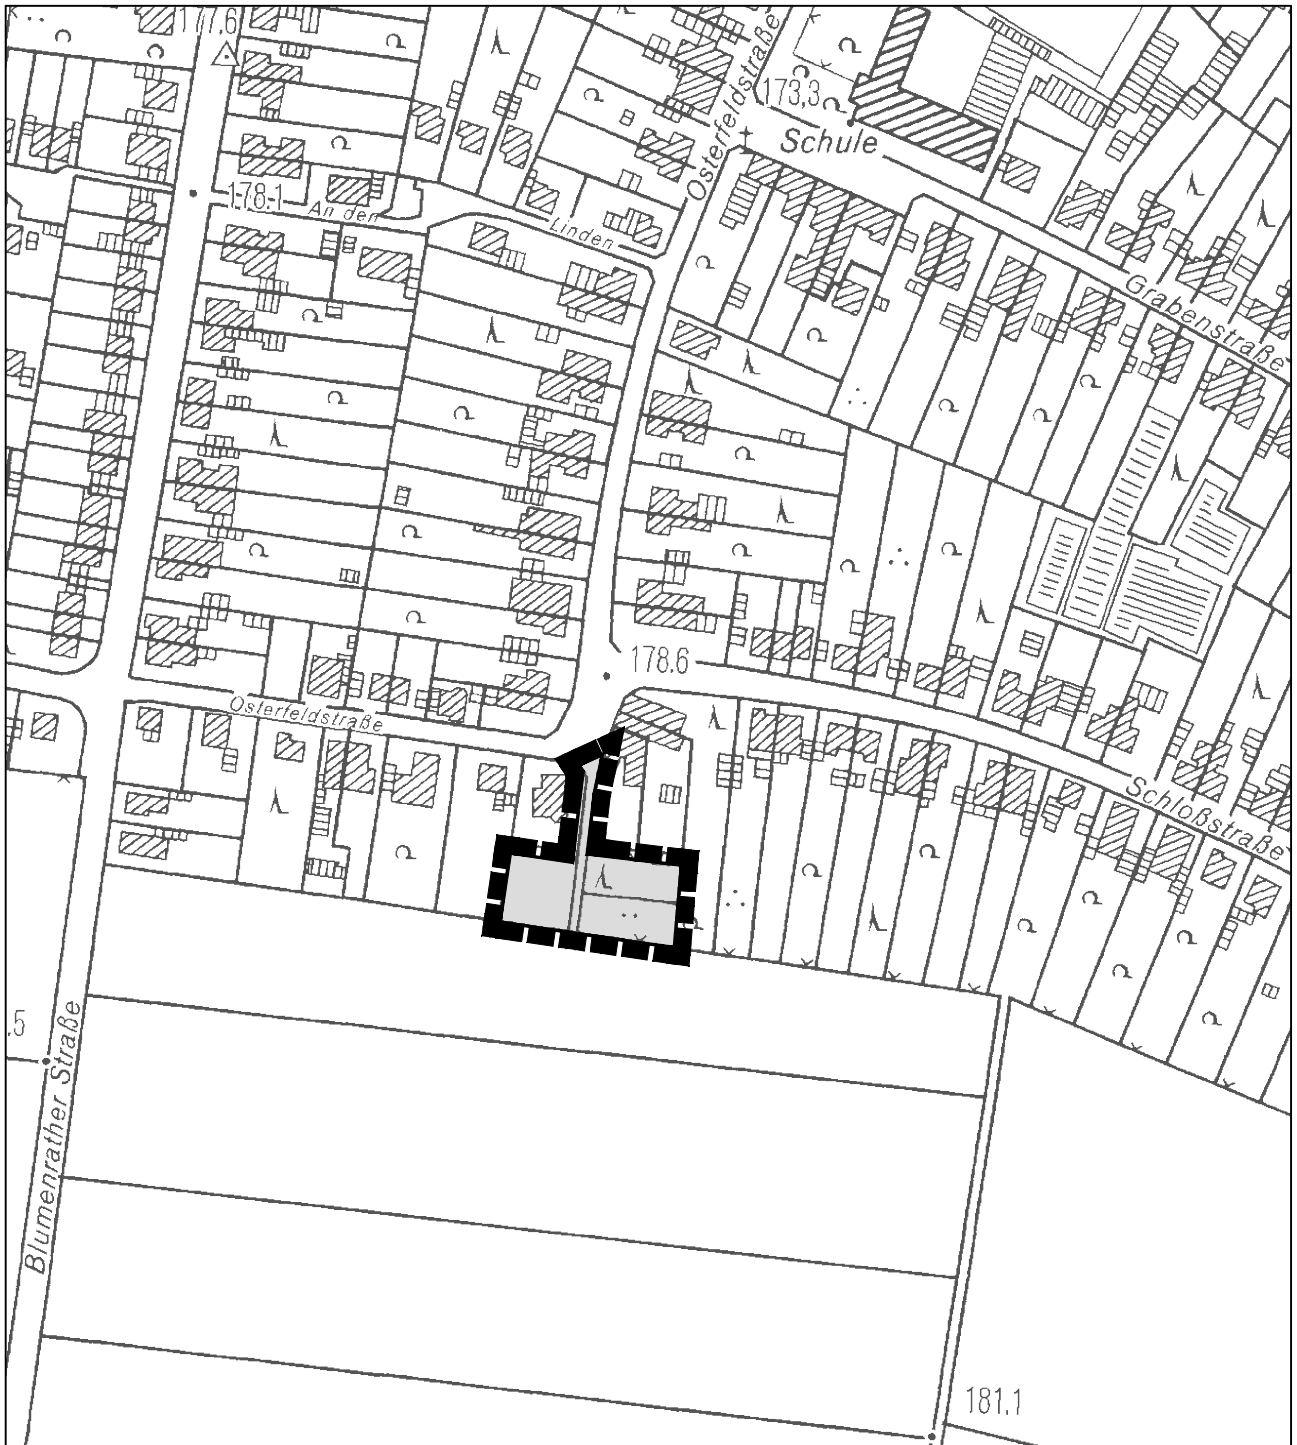 177,6
Osterfeldstraße
173,3
Schule
178.1
An den
Linden
Grabenstraße
178.6
Osterfeldstraße
Schloßstraße
.5
Blumenrather Straße
181.1